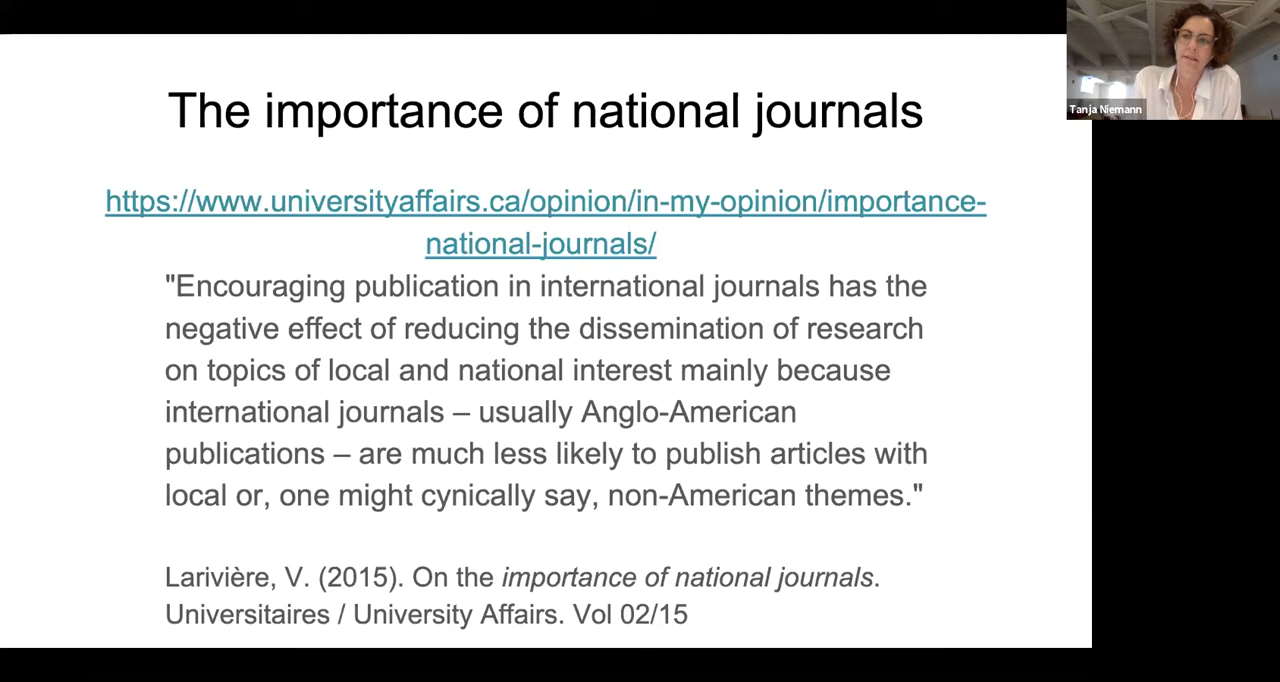 The importance of national journals
https://www.universityaffairs.ca/opinion/in-my-opinion/importance-
national-journals/
"Encouraging publication in international journals has the
negative effect of reducing the dissemination of research
on topics of local and national interest mainly because
international journals – usually Anglo-American
publications – are much less likely to publish articles with
local or, one might cynically say, non-American themes."
Larivière, V. (2015). On the importance of national journals.
Universitaires / University Affairs. Vol 02/15
Tanja Niemann